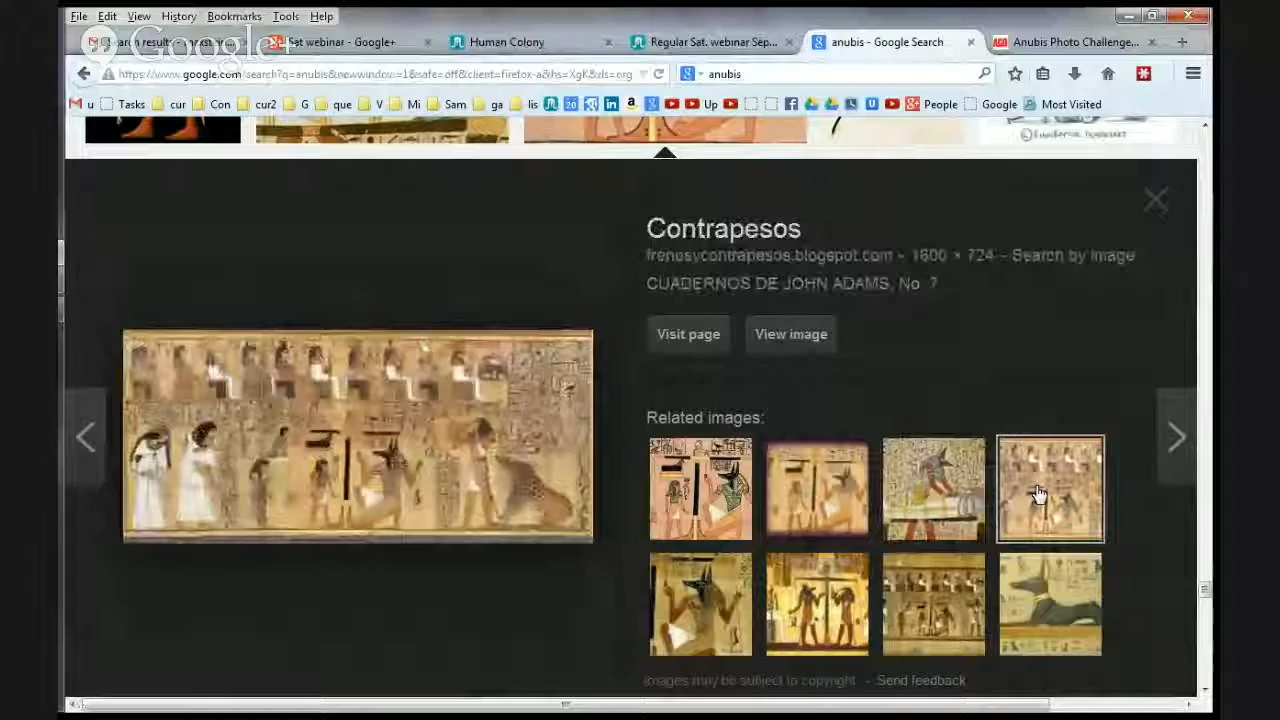 File Edit View History Bookmarks Tools Help
Google+
Sat webinar - Google+
Human Colony
Regular Sat. webinar Sep...
anubis - Google Search
Anubis Photo Challenge...
https://www.google.com/search?q=anubis&newwindow=1&safe=off&client=firefox-a&hs=XgK&rls=org
anubis
u Tasks cur Con cur2 G que V Mi Sam ga lis Up People Google Most Visited
Contrapesos
frenosycontrapesos.blogspot.com - 1600 × 724 - Search by image
CUADERNOS DE JOHN ADAMS, No 7
Visit page View image
Related images:
Images may be subject to copyright. - Send feedback